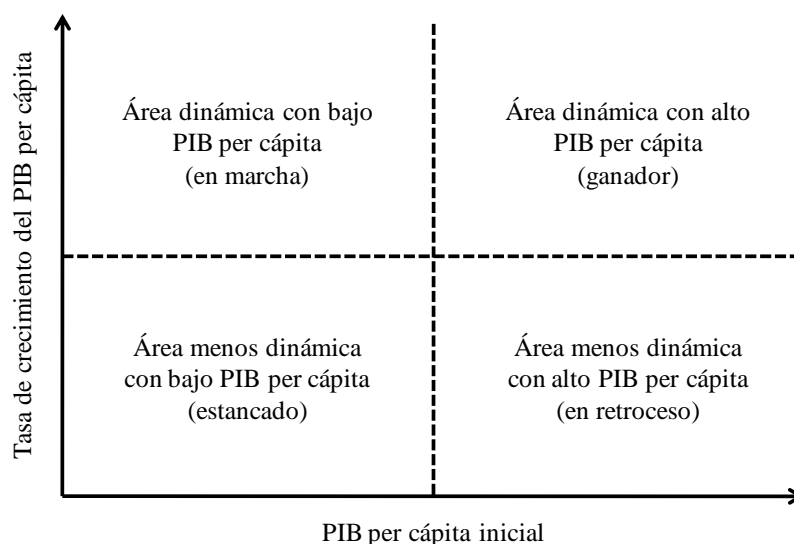 Tasa de crecimiento del PIB per cápita
Área dinámica con bajo
PIB per cápita
(en marcha)
Área dinámica con alto
PIB per cápita
(ganador)
Área menos dinámica
con bajo PIB per cápita
(estancado)
Área menos dinámica
con alto PIB per cápita
(en retroceso)
PIB per cápita inicial